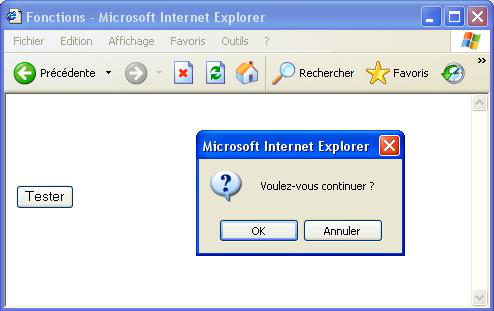 Fonctions - Microsoft Internet Explorer
Fichier Edition Affichage Favoris Outils ?
Précédente Rechercher Favoris »
Microsoft Internet Explorer
Voulez-vous continuer ?
Tester
OK Annuler